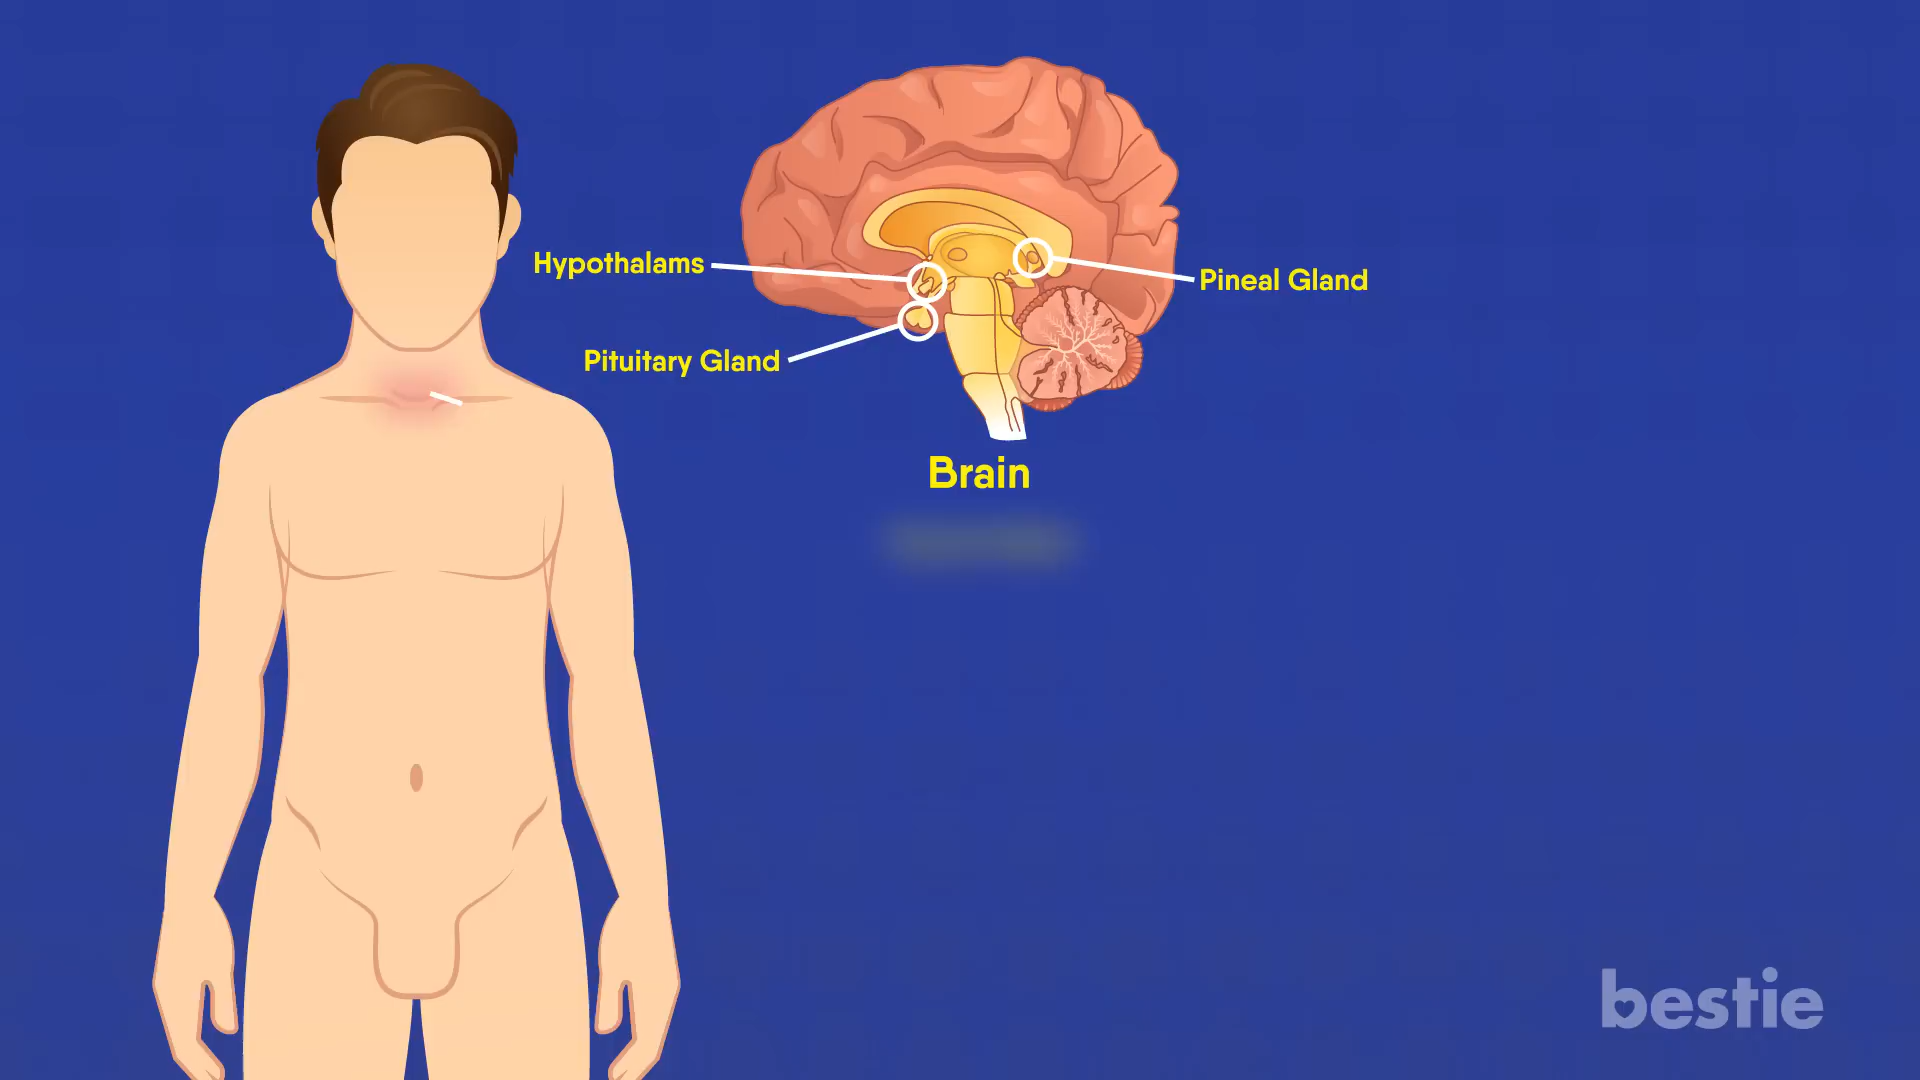 Hypothalams
Pineal Gland
Pituitary Gland
Brain
bestie